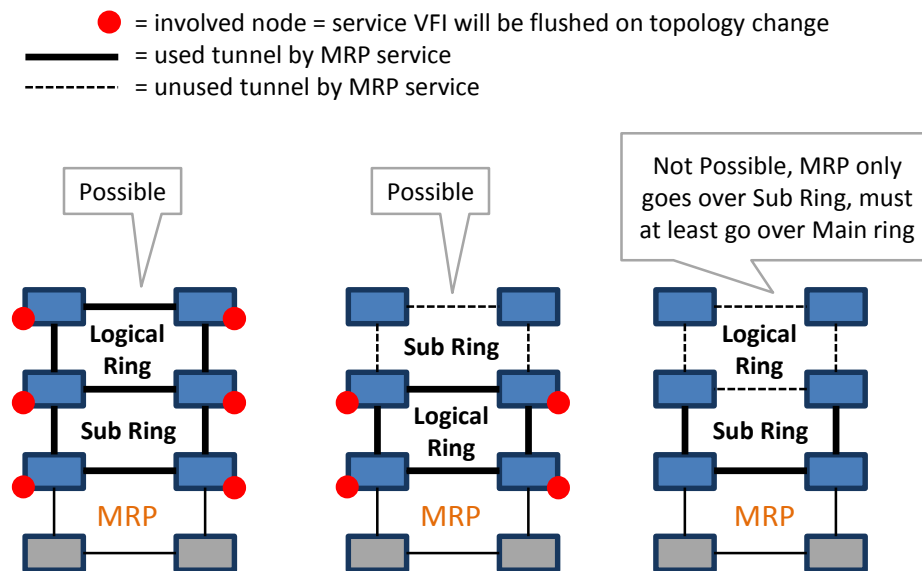 = involved node = service VFI will be flushed on topology change
= used tunnel by MRP service
= unused tunnel by MRP service
Possible
Possible
Not Possible, MRP only
goes over Sub Ring, must
at least go over Main ring
Logical
Ring
Sub Ring
MRP
Sub Ring
Logical
Ring
MRP
Logical
Ring
Sub Ring
MRP